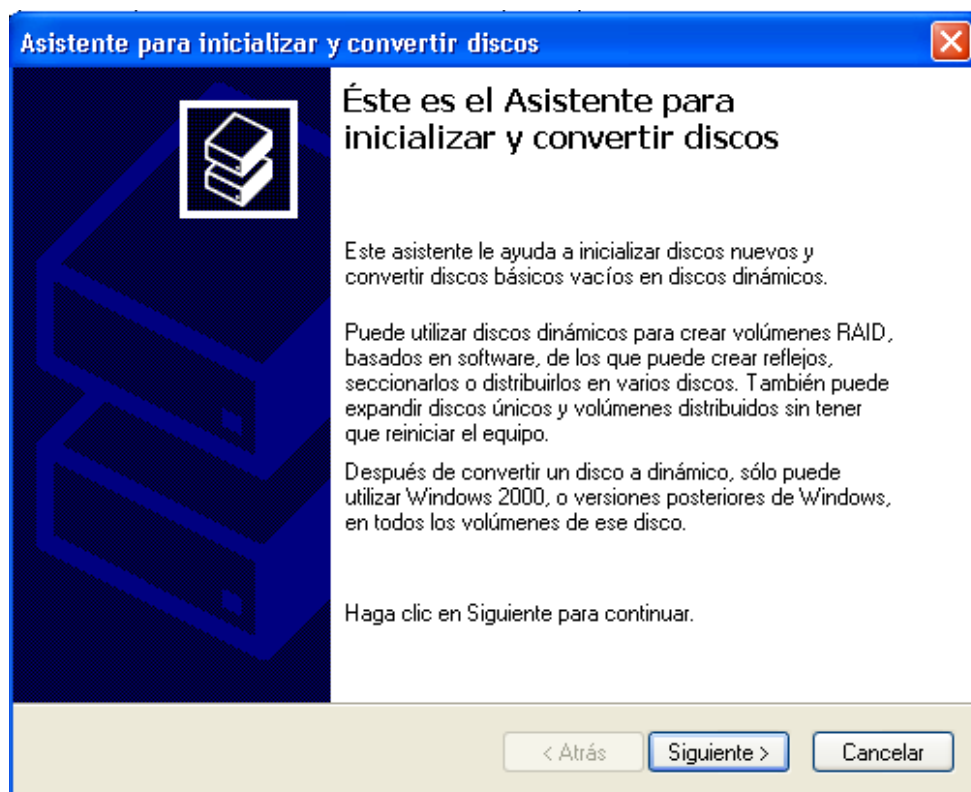 Asistente para inicializar y convertir discos
Éste es el Asistente para
inicializar y convertir discos
Este asistente le ayuda a inicializar discos nuevos y
convertir discos básicos vacíos en discos dinámicos.
Puede utilizar discos dinámicos para crear volúmenes RAID,
basados en software, de los que puede crear reflejos,
seccionarlos o distribuirlos en varios discos. También puede
expandir discos únicos y volúmenes distribuidos sin tener
que reiniciar el equipo.
Después de convertir un disco a dinámico, sólo puede
utilizar Windows 2000, o versiones posteriores de Windows,
en todos los volúmenes de ese disco.
Haga clic en Siguiente para continuar.
< Atrás Siguiente > Cancelar